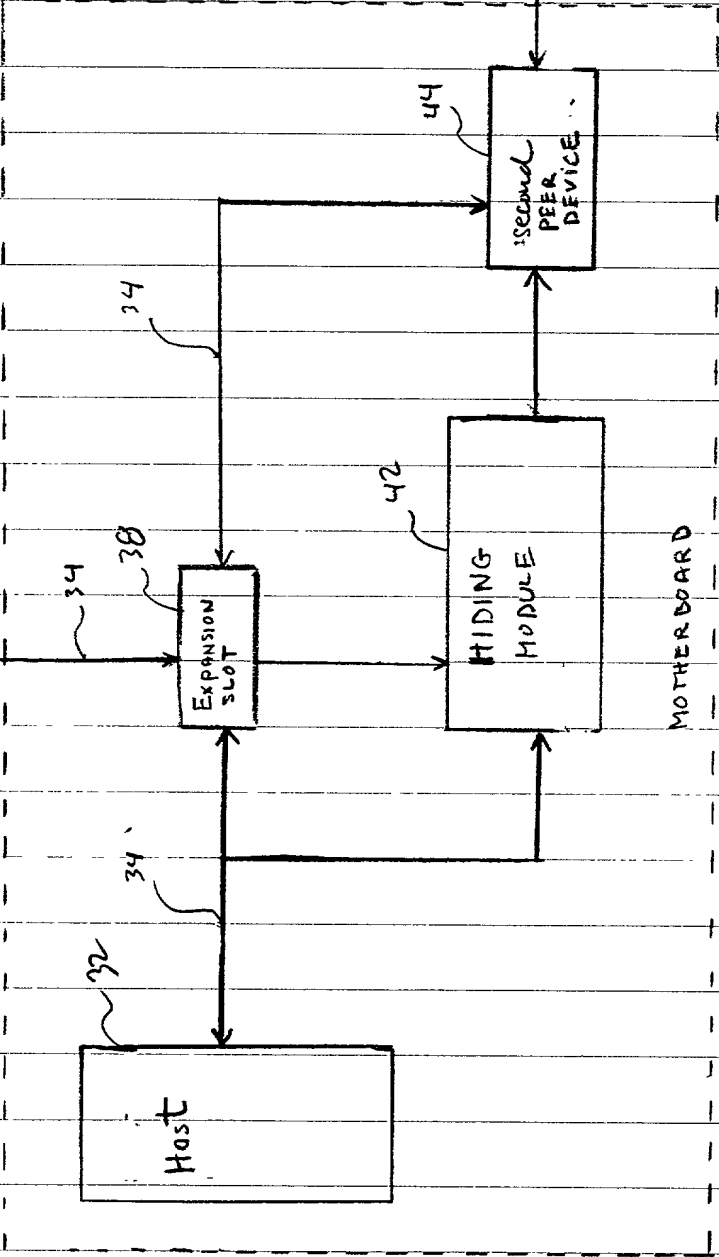 32
Host
34
34
38
EXPANSION
SLOT
34
42
HIDING
MODULE
44
second
PEER
DEVICE
MOTHERBOARD